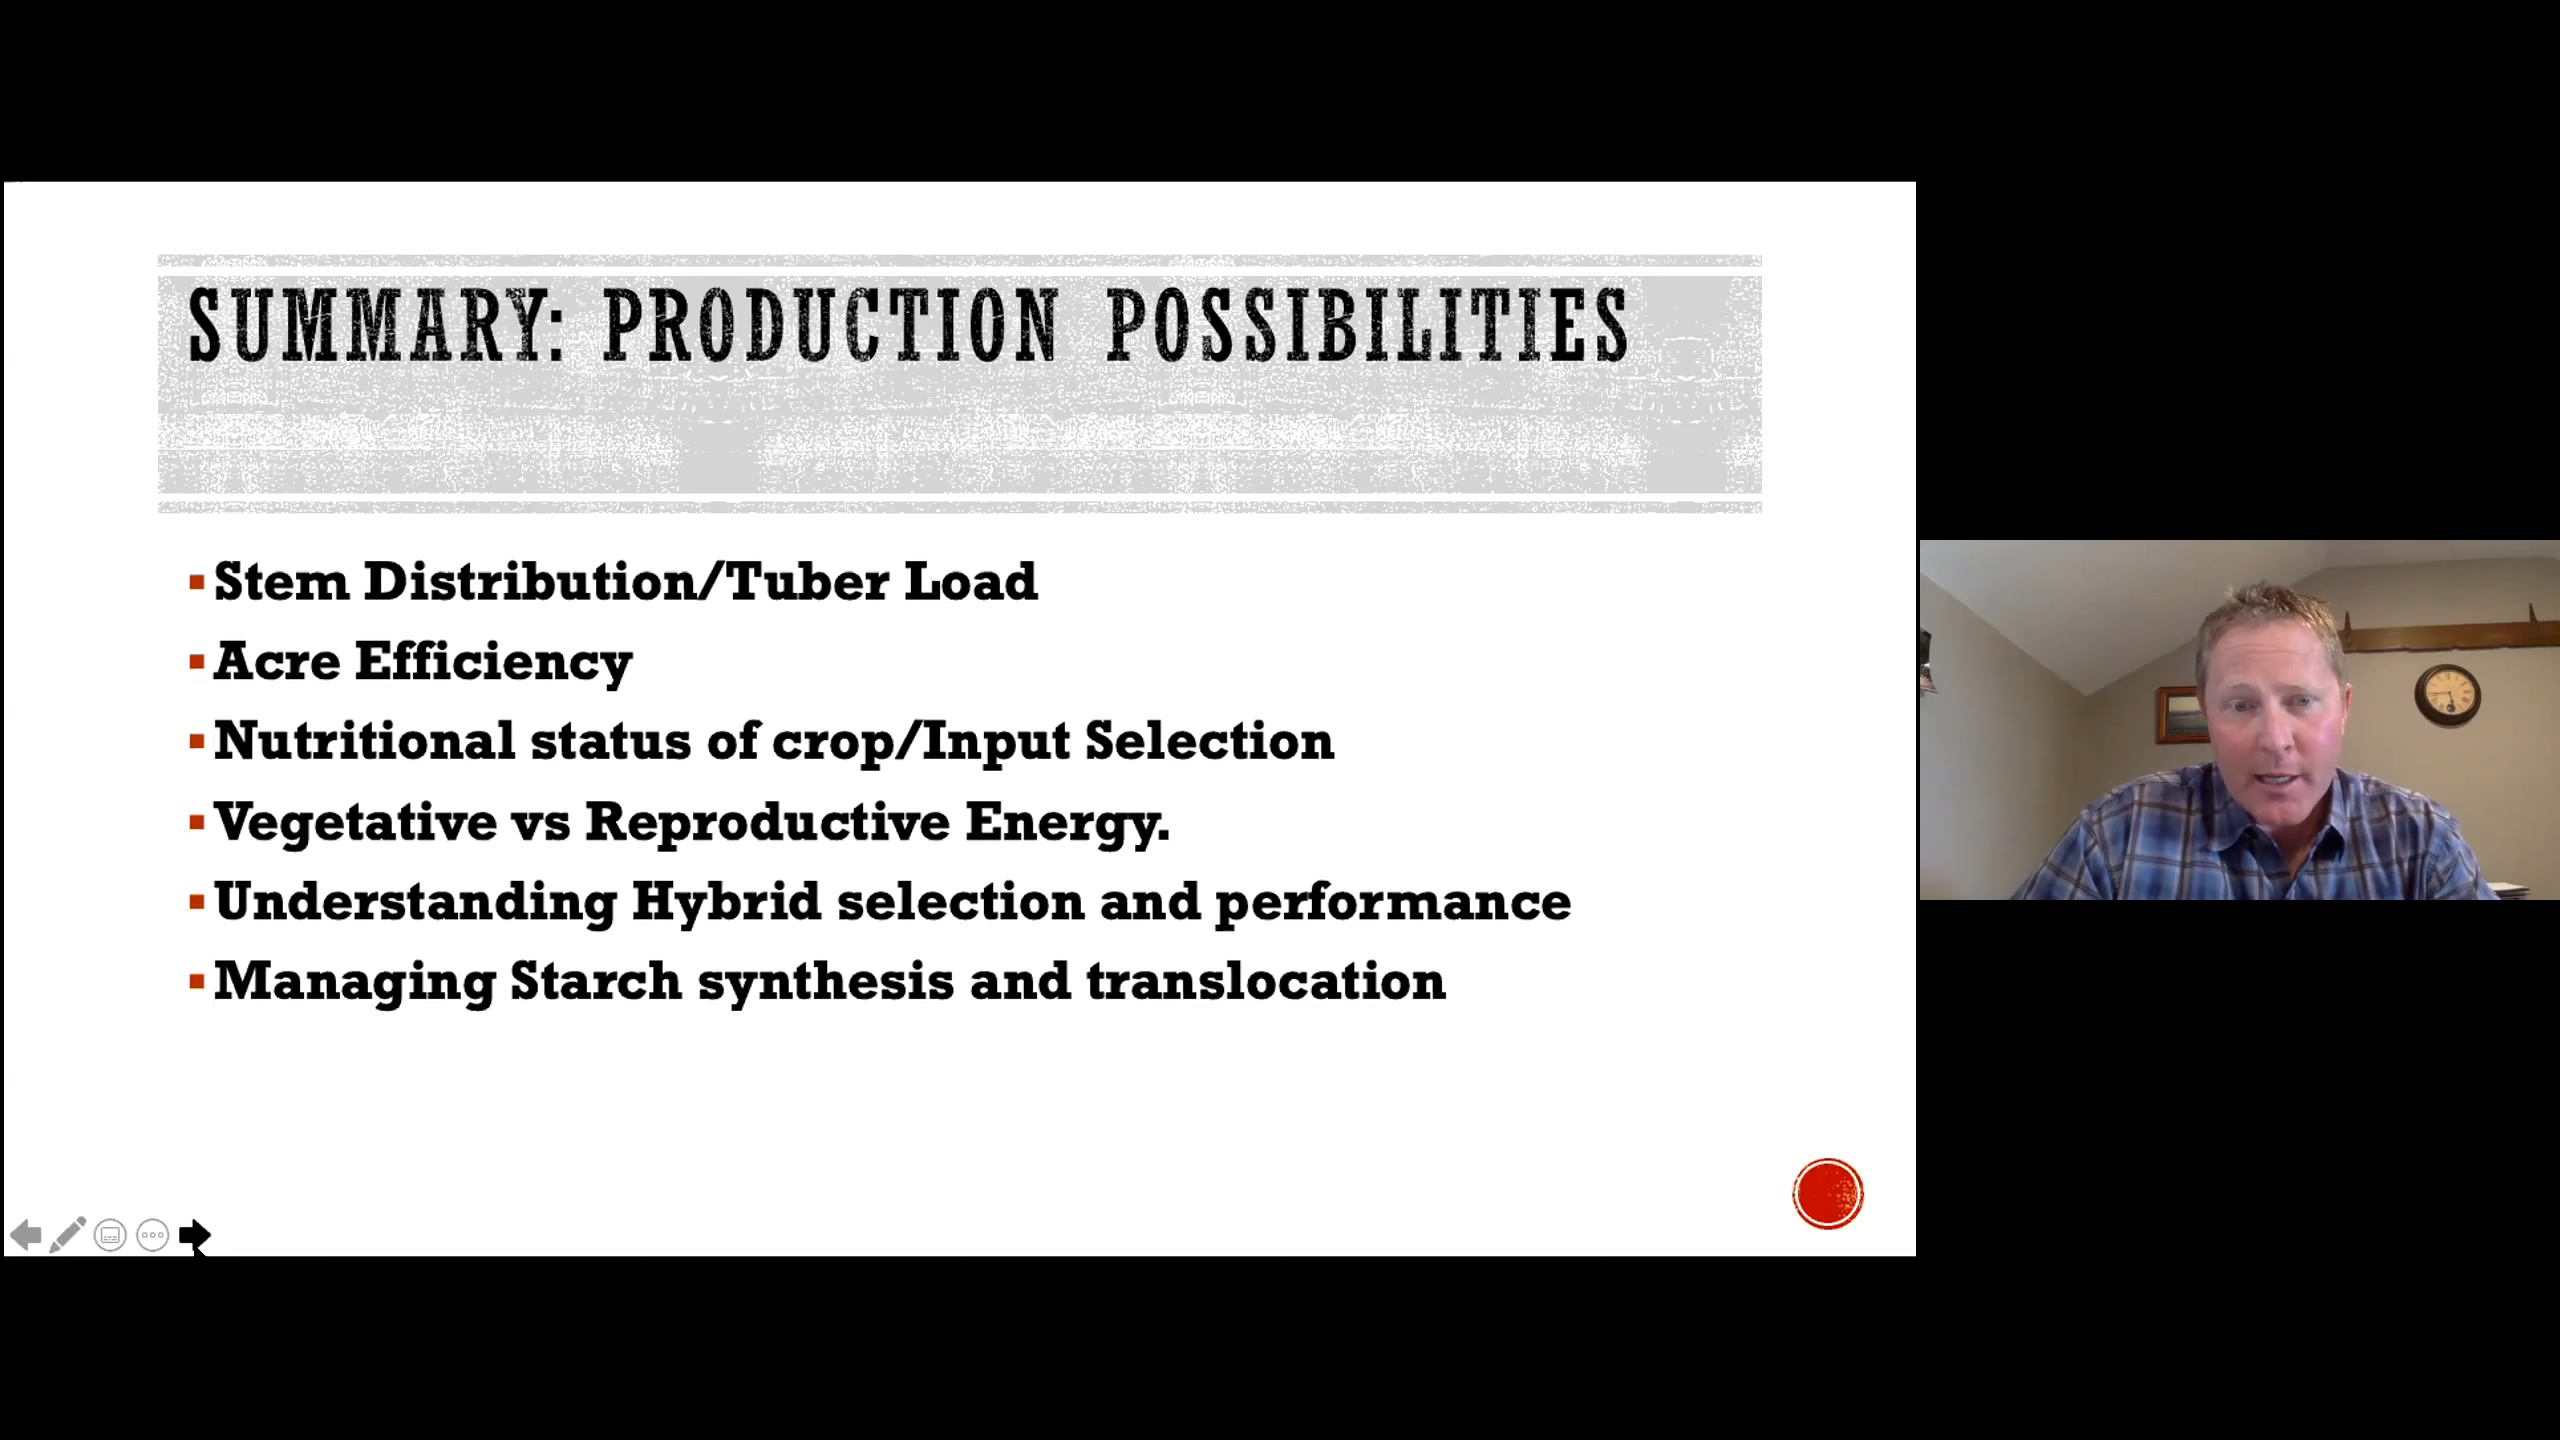 SUMMARY: PRODUCTION POSSIBILITIES
Stem Distribution/Tuber Load
Acre Efficiency
Nutritional status of crop/Input Selection
Vegetative vs Reproductive Energy.
Understanding Hybrid selection and performance
Managing Starch synthesis and translocation